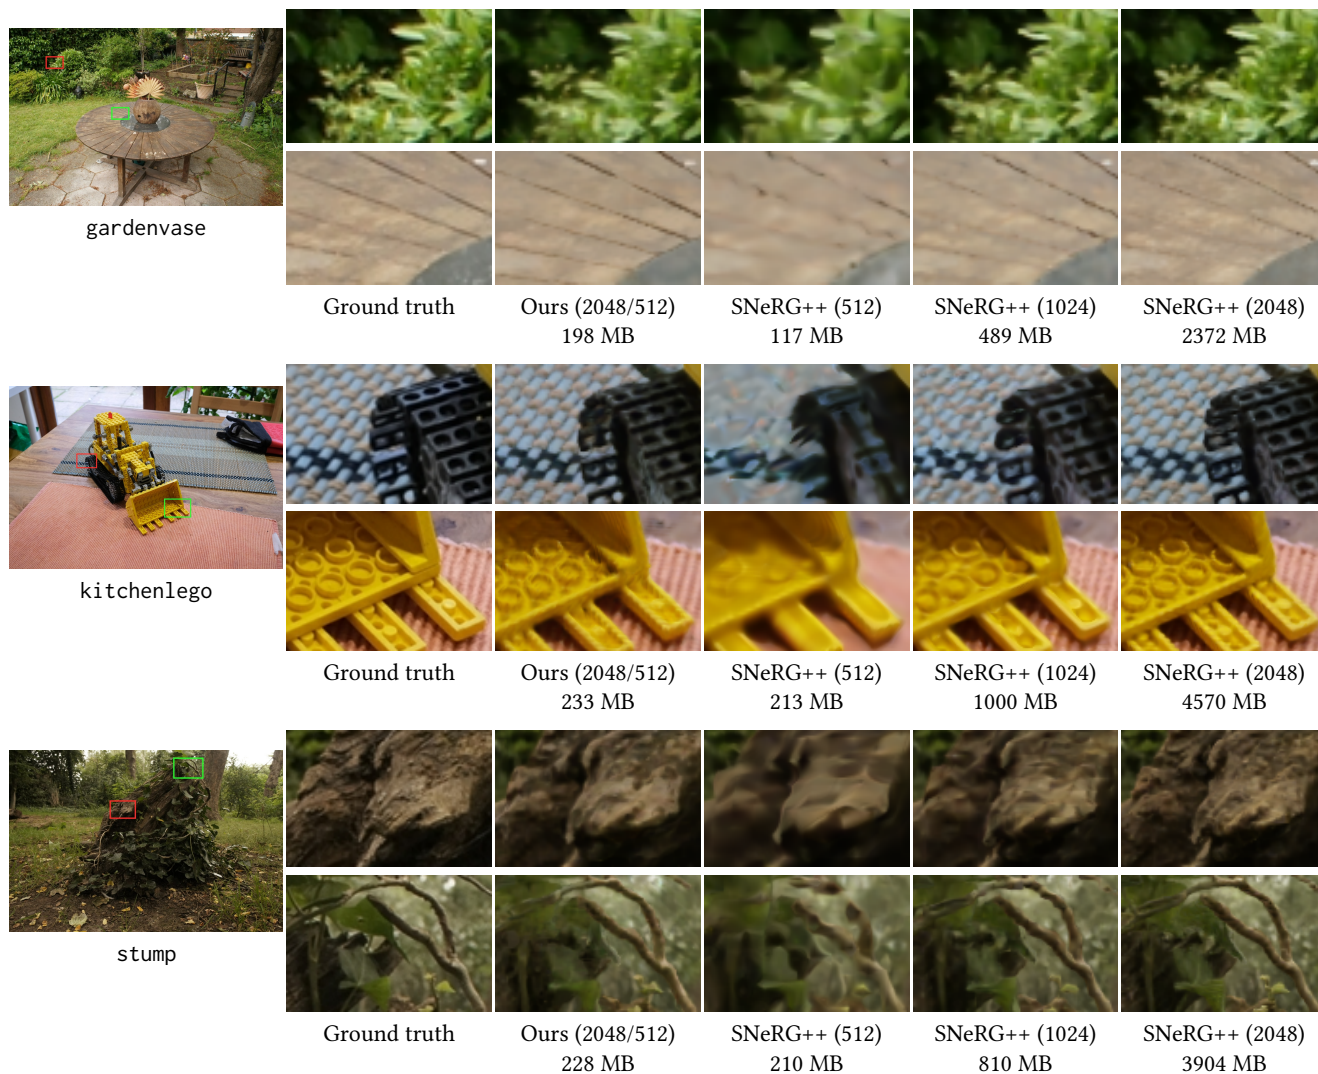 gardenvase
Ground truth
Ours (2048/512)
198 MB
SNeRG++ (512)
117 MB
SNeRG++ (1024)
489 MB
SNeRG++ (2048)
2372 MB
kitchenlego
Ground truth
Ours (2048/512)
233 MB
SNeRG++ (512)
213 MB
SNeRG++ (1024)
1000 MB
SNeRG++ (2048)
4570 MB
stump
Ground truth
Ours (2048/512)
228 MB
SNeRG++ (512)
210 MB
SNeRG++ (1024)
810 MB
SNeRG++ (2048)
3904 MB